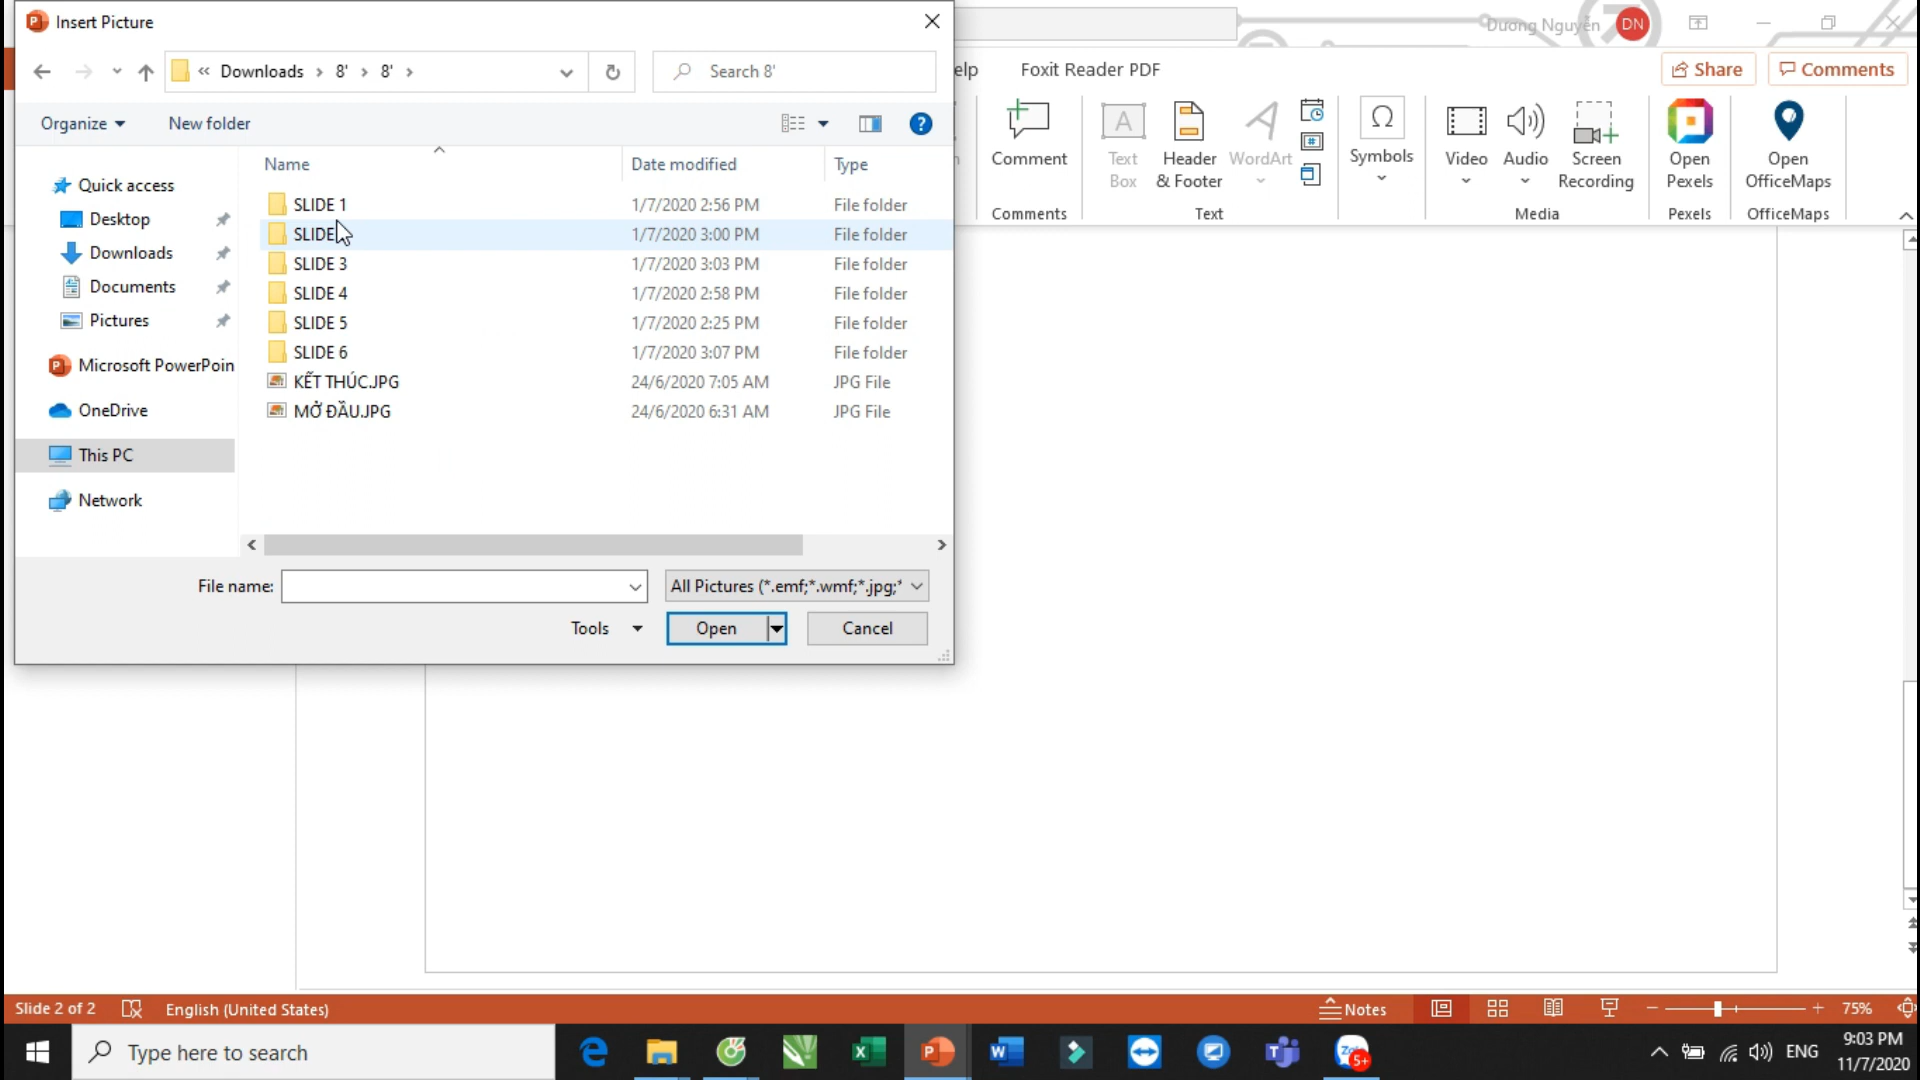 Insert Picture
Dương Nguyễn DN
« Downloads › 8' › 8' ›
Search 8'
elp
Foxit Reader PDF
Share
Comments
Organize
New folder
Comment
Text Box
Header & Footer
WordArt
Symbols
Video
Audio
Screen Recording
Open Pexels
Open OfficeMaps
Comments
Text
Media
Pexels
OfficeMaps
Name Date modified Type
Quick access
Desktop
Downloads
Documents
Pictures
Microsoft PowerPoin
OneDrive
This PC
Network
SLIDE 1 1/7/2020 2:56 PM File folder
SLIDE 1/7/2020 3:00 PM File folder
SLIDE 3 1/7/2020 3:03 PM File folder
SLIDE 4 1/7/2020 2:58 PM File folder
SLIDE 5 1/7/2020 2:25 PM File folder
SLIDE 6 1/7/2020 3:07 PM File folder
KẾT THÚC.JPG 24/6/2020 7:05 AM JPG File
MỞ ĐẦU.JPG 24/6/2020 6:31 AM JPG File
File name:
All Pictures (*.emf;*.wmf;*.jpg;*
Tools
Open
Cancel
Slide 2 of 2
English (United States)
Notes
75%
Type here to search
5+
ENG
9:03 PM
11/7/2020